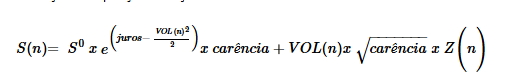 S(n)= S⁰ x e^(juros− VOL(n)²/2) x carência + VOL(n)x √carência x Z(n)